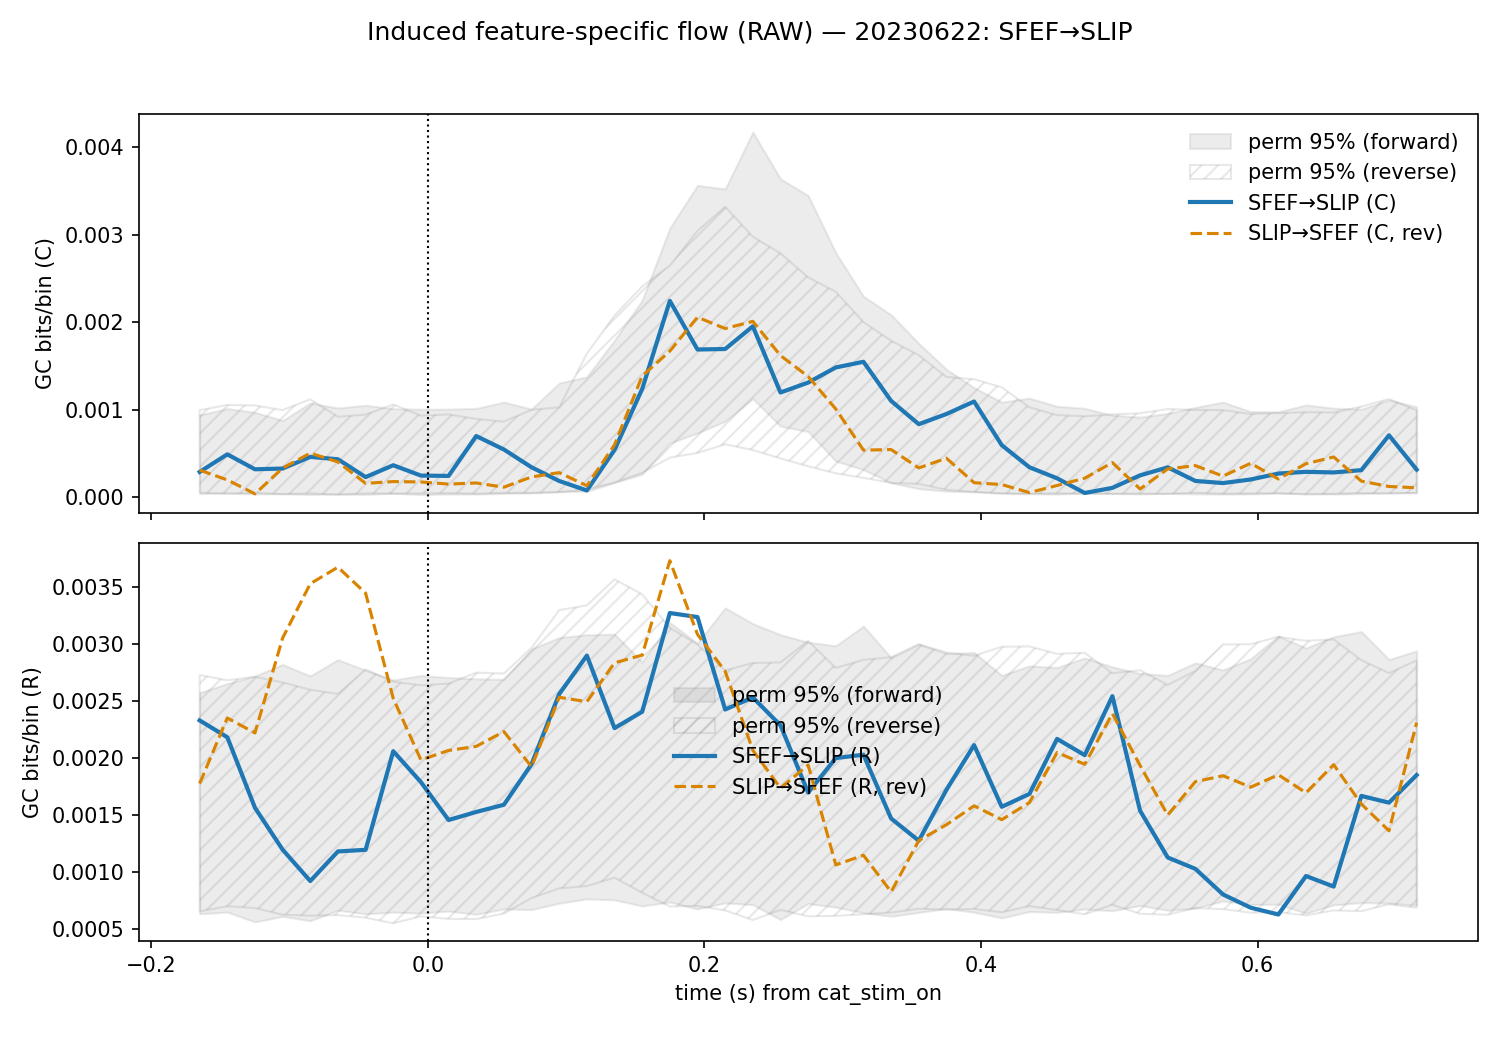 Induced feature-specific flow (RAW) — 20230622: SFEF→SLIP
GC bits/bin (C)
0.004
0.003
0.002
0.001
0.000
perm 95% (forward)
perm 95% (reverse)
SFEF→SLIP (C)
SLIP→SFEF (C, rev)
GC bits/bin (R)
0.0035
0.0030
0.0025
0.0020
0.0015
0.0010
0.0005
perm 95% (forward)
perm 95% (reverse)
SFEF→SLIP (R)
SLIP→SFEF (R, rev)
−0.2 0.0 0.2 0.4 0.6
time (s) from cat_stim_on